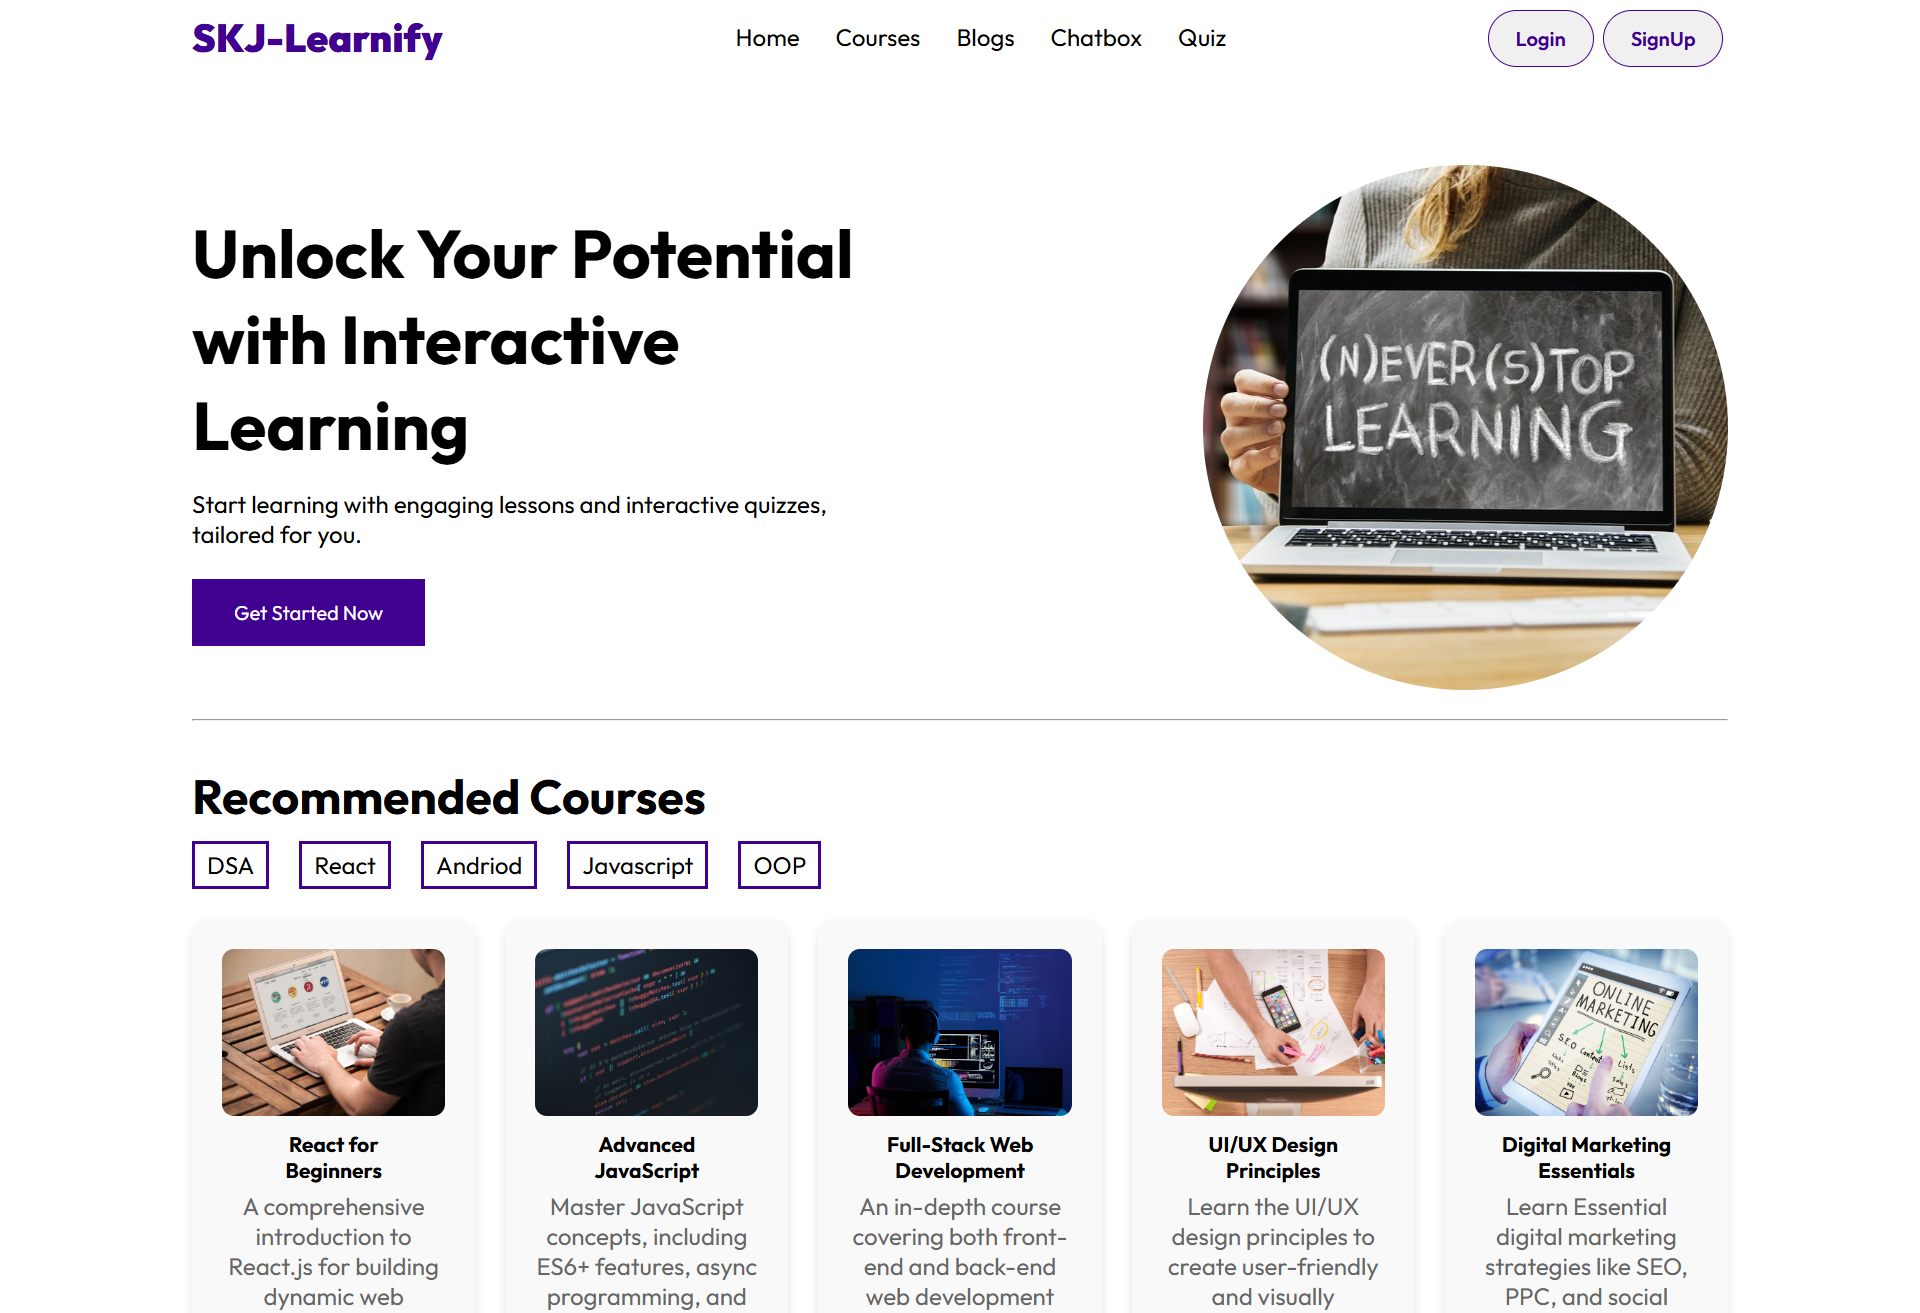 SKJ-Learnify
Home Courses Blogs Chatbox Quiz
Login SignUp
Unlock Your Potential
with Interactive
Learning
Start learning with engaging lessons and interactive quizzes,
tailored for you.
Get Started Now
(N)EVER (S)TOP
LEARNING
Recommended Courses
DSA React Andriod Javascript OOP
ONLINE
MARKETING
React for
Beginners
A comprehensive
introduction to
React.js for building
dynamic web
Advanced
JavaScript
Master JavaScript
concepts, including
ES6+ features, async
programming, and
Full-Stack Web
Development
An in-depth course
covering both front-
end and back-end
web development
UI/UX Design
Principles
Learn the UI/UX
design principles to
create user-friendly
and visually
Digital Marketing
Essentials
Learn Essential
digital marketing
strategies like SEO,
PPC, and social